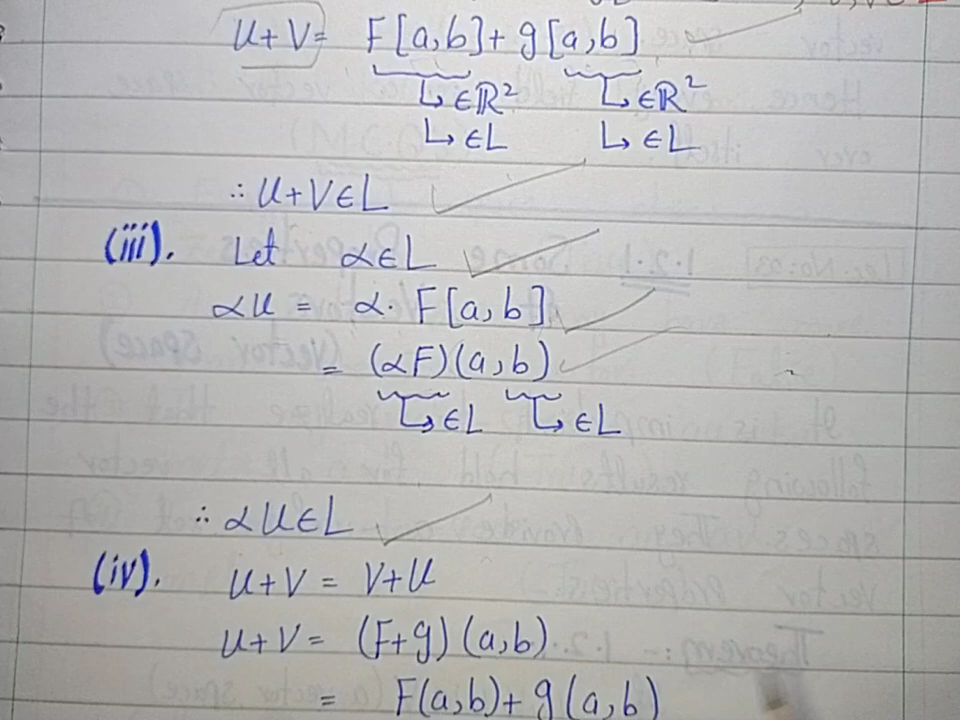 U+V= F[a,b]+g[a,b]
↳∈ℝ² ↳∈ℝ²
↳∈L ↳∈L
∴ U+V∈L
(iii). Let α∈L
αU = α. F[a,b]
= (αF)(a,b)
↳∈L ↳∈L
∴ αU∈L
(iv). U+V = V+U
U+V = (F+g)(a,b)
= F(a,b)+g(a,b)